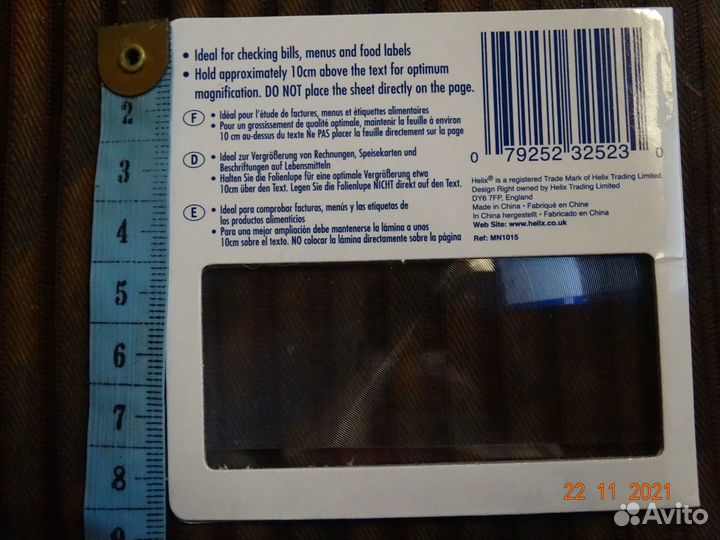 • Ideal for checking bills, menus and food labels
• Hold approximately 10cm above the text for optimum
magnification. DO NOT place the sheet directly on the page.
F • Idéal pour l'étude de factures, menus et étiquettes alimentaires
• Pour un grossissement de qualité optimale, maintenir la feuille à environ
10 cm au-dessus du texte Ne PAS placer la feuille directement sur la page
D • Ideal zur Vergrößerung von Rechnungen, Speisekarten und
Beschriftungen auf Lebensmitteln
• Halten Sie die Folienlupe für eine optimale Vergrößerung etwa
10cm über den Text. Legen Sie die Folienlupe NICHT direkt auf den Text.
E • Ideal para comprobar facturas, menús y las etiquetas de
los productos alimenticios
• Para una mejor ampliación debe mantenerse la lámina a unos
10cm sobre el texto. NO colocar la lámina directamente sobre la página
0 79252 32523 0
Helix® is a registered Trade Mark of Helix Trading Limited.
Design Right owned by Helix Trading Limited
DY6 7FP, England
Made in China • Fabriqué en Chine
In China hergestellt • Fabricado en China
Web Site: www.helix.co.uk
Ref: MN1015
2
3
4
5
6
7
8
9
22 11 2021
Avito